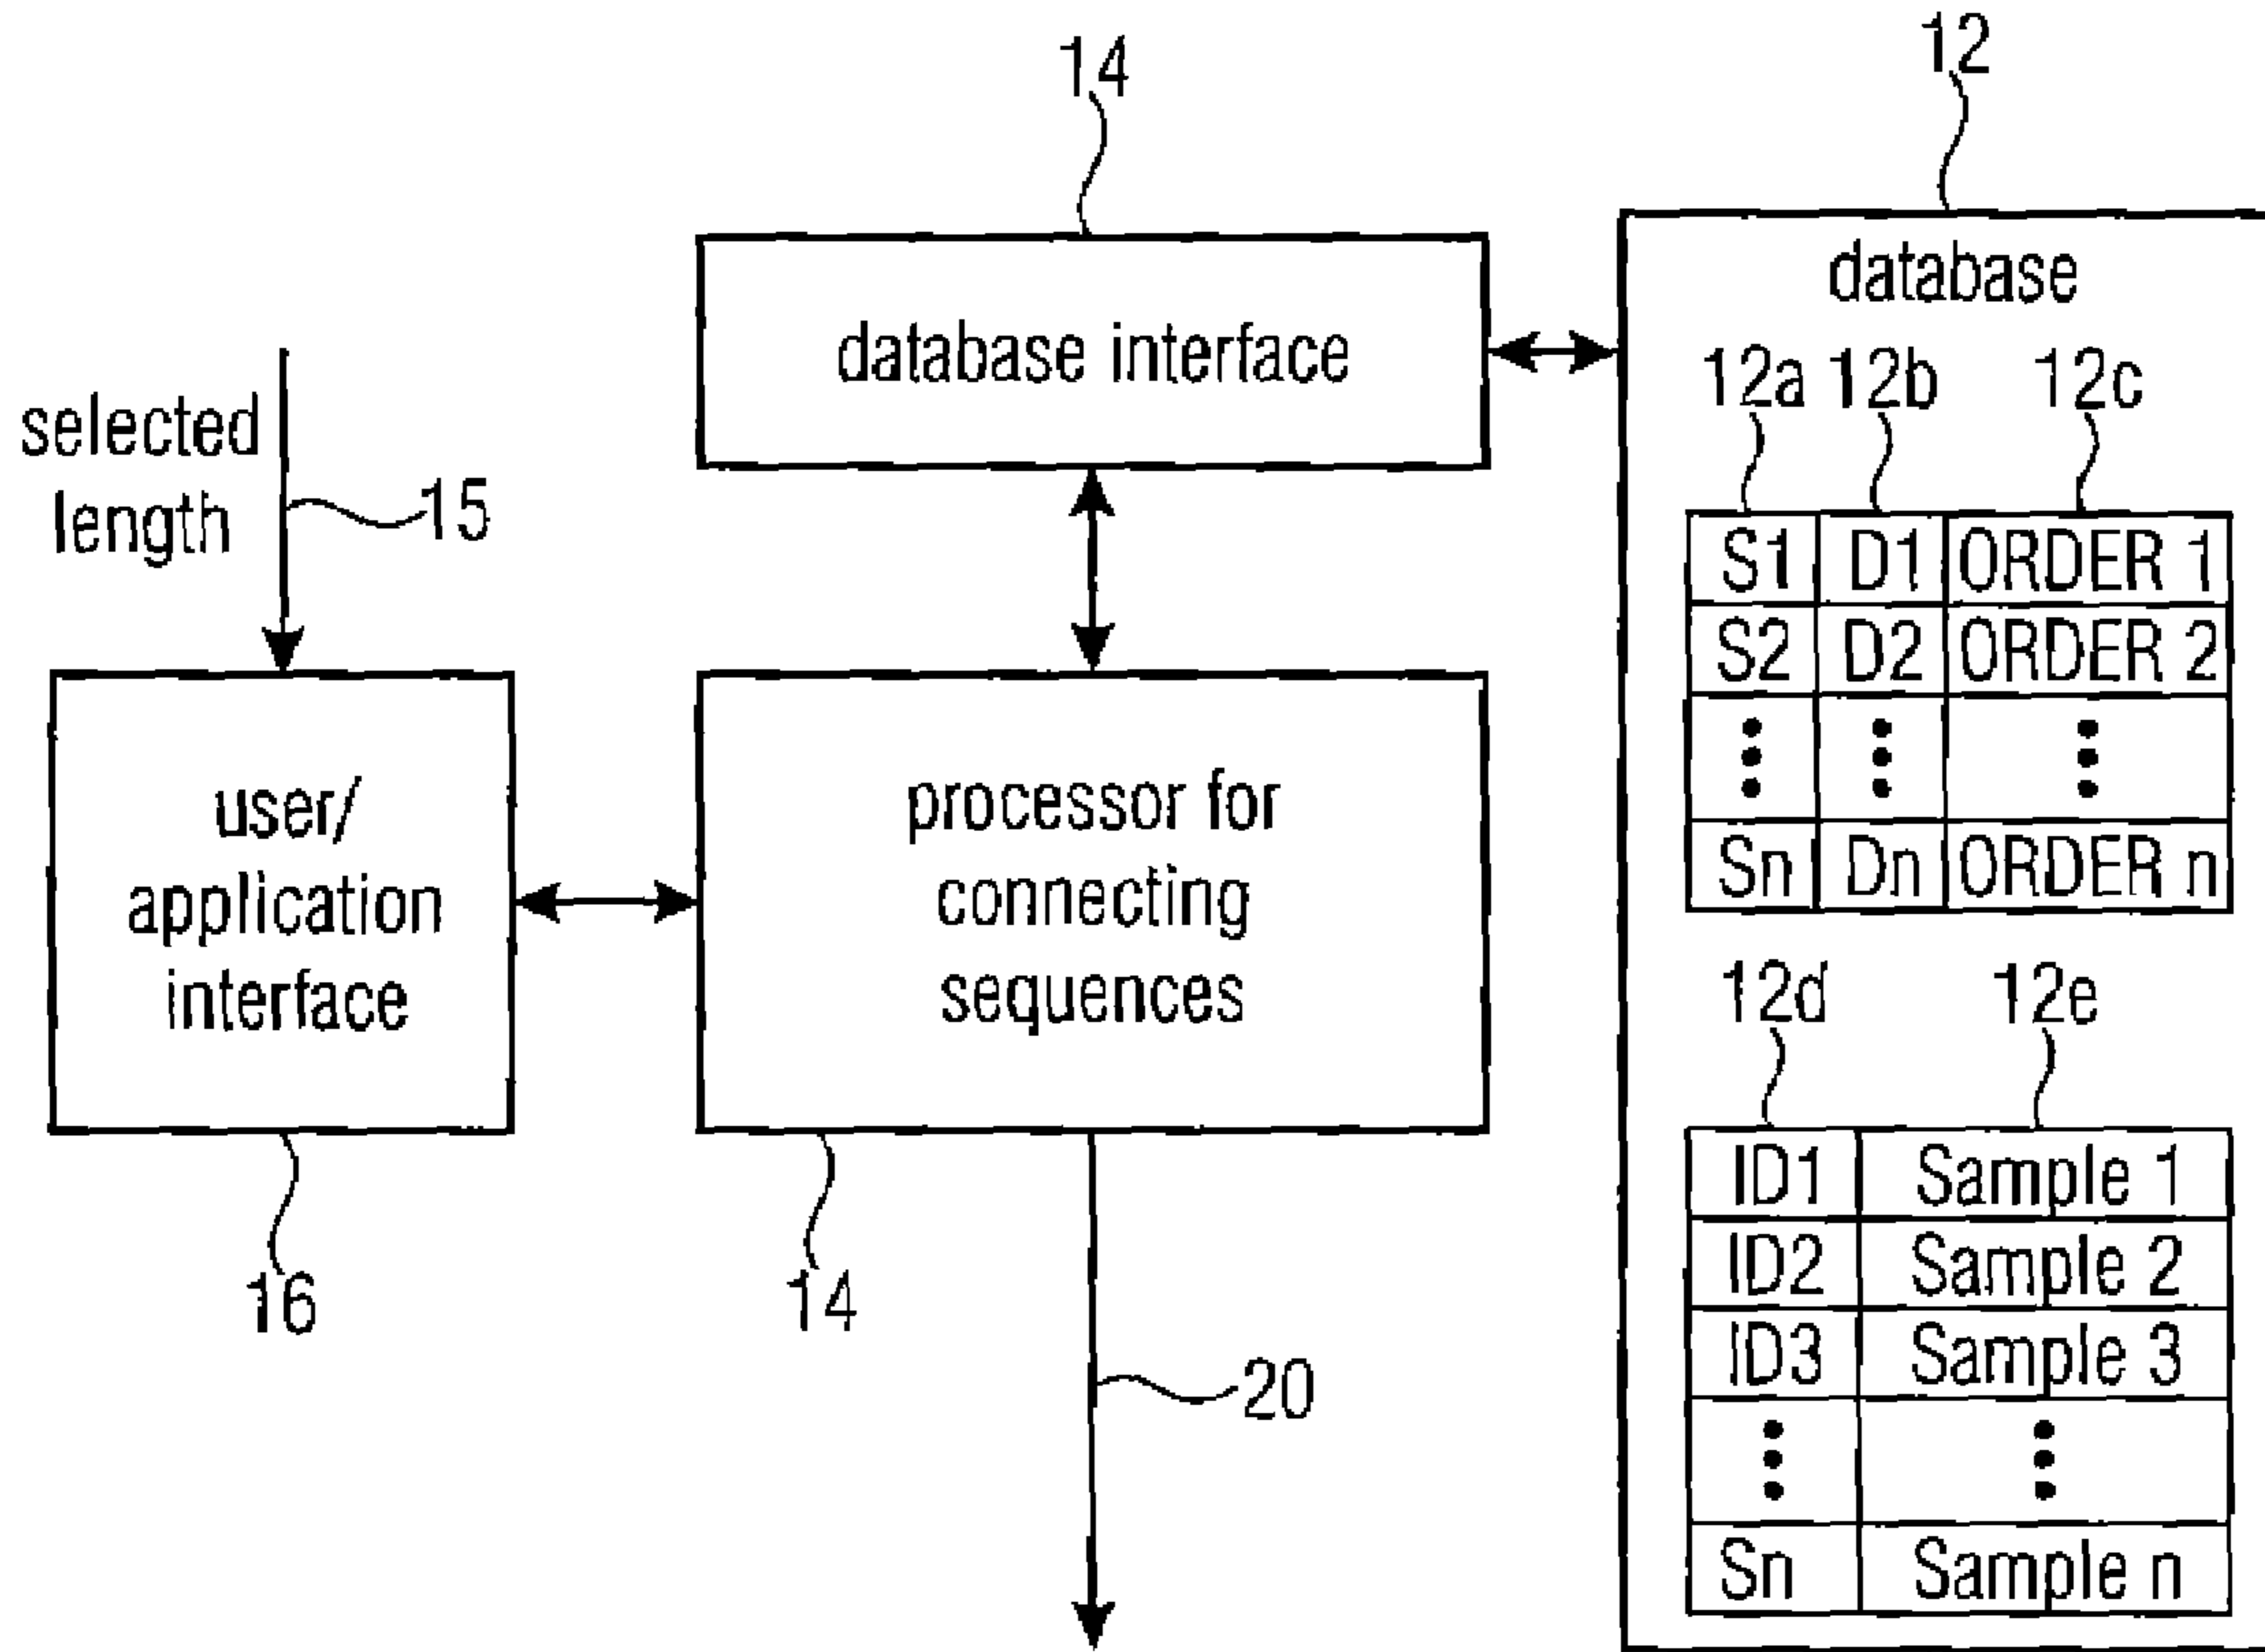 14
12
database
database interface
12a 12b 12c
selected
length
15
S1 D1 ORDER 1
S2 D2 ORDER 2
Sn Dn ORDER n
user/
application
interface
processor for
connecting
sequences
12d 12e
ID1 Sample 1
ID2 Sample 2
ID3 Sample 3
Sn Sample n
16
14
20